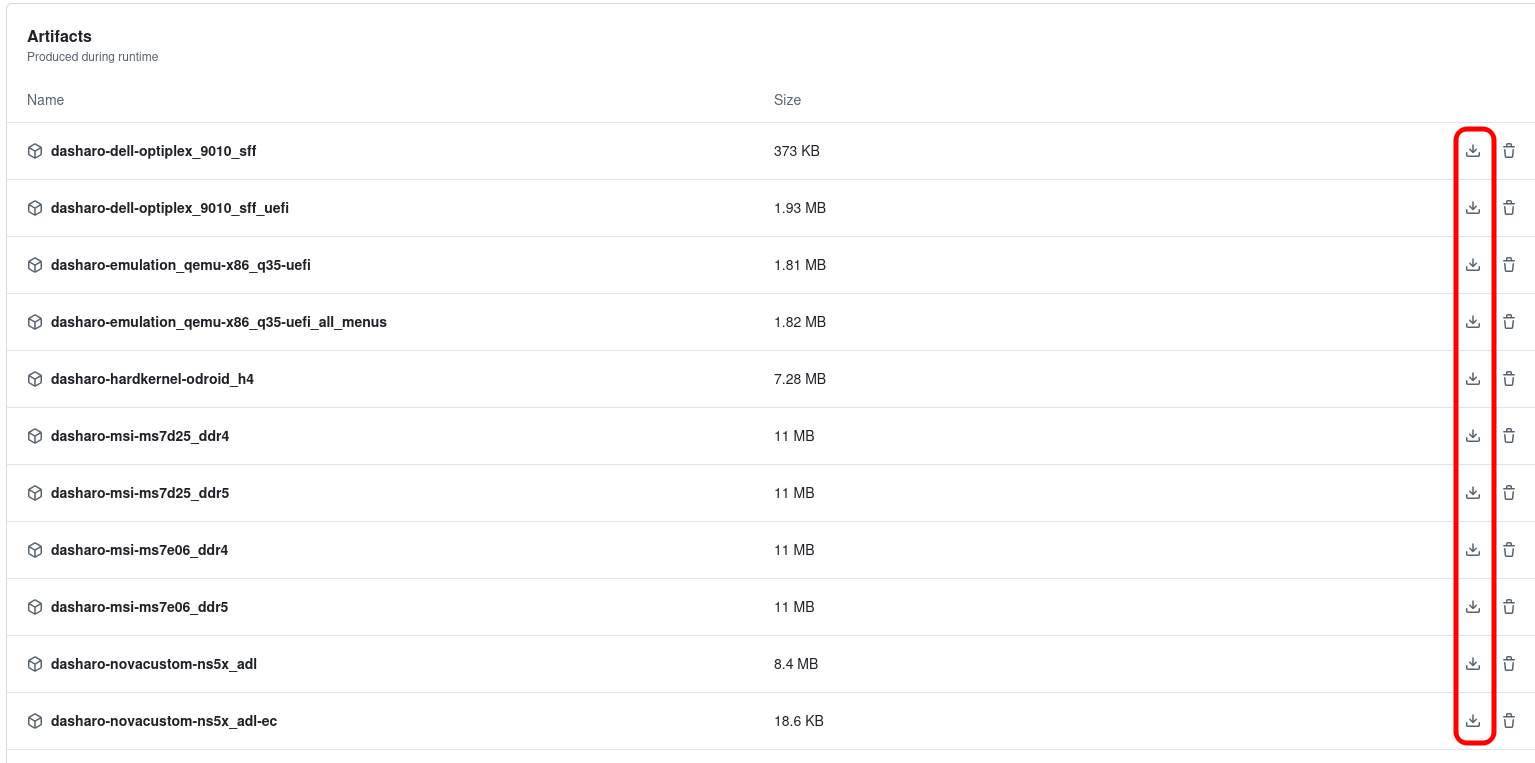 Artifacts
Produced during runtime
Name Size
dasharo-dell-optiplex_9010_sff 373 KB
dasharo-dell-optiplex_9010_sff_uefi 1.93 MB
dasharo-emulation_qemu-x86_q35-uefi 1.81 MB
dasharo-emulation_qemu-x86_q35-uefi_all_menus 1.82 MB
dasharo-hardkernel-odroid_h4 7.28 MB
dasharo-msi-ms7d25_ddr4 11 MB
dasharo-msi-ms7d25_ddr5 11 MB
dasharo-msi-ms7e06_ddr4 11 MB
dasharo-msi-ms7e06_ddr5 11 MB
dasharo-novacustom-ns5x_adl 8.4 MB
dasharo-novacustom-ns5x_adl-ec 18.6 KB